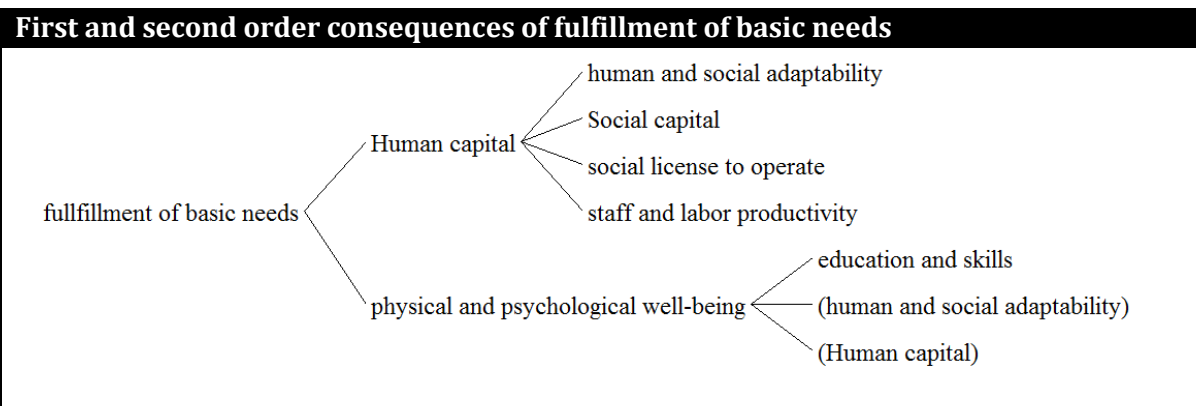 First and second order consequences of fulfillment of basic needs
human and social adaptability
Social capital
Human capital
social license to operate
fullfillment of basic needs
staff and labor productivity
education and skills
physical and psychological well-being
(human and social adaptability)
(Human capital)